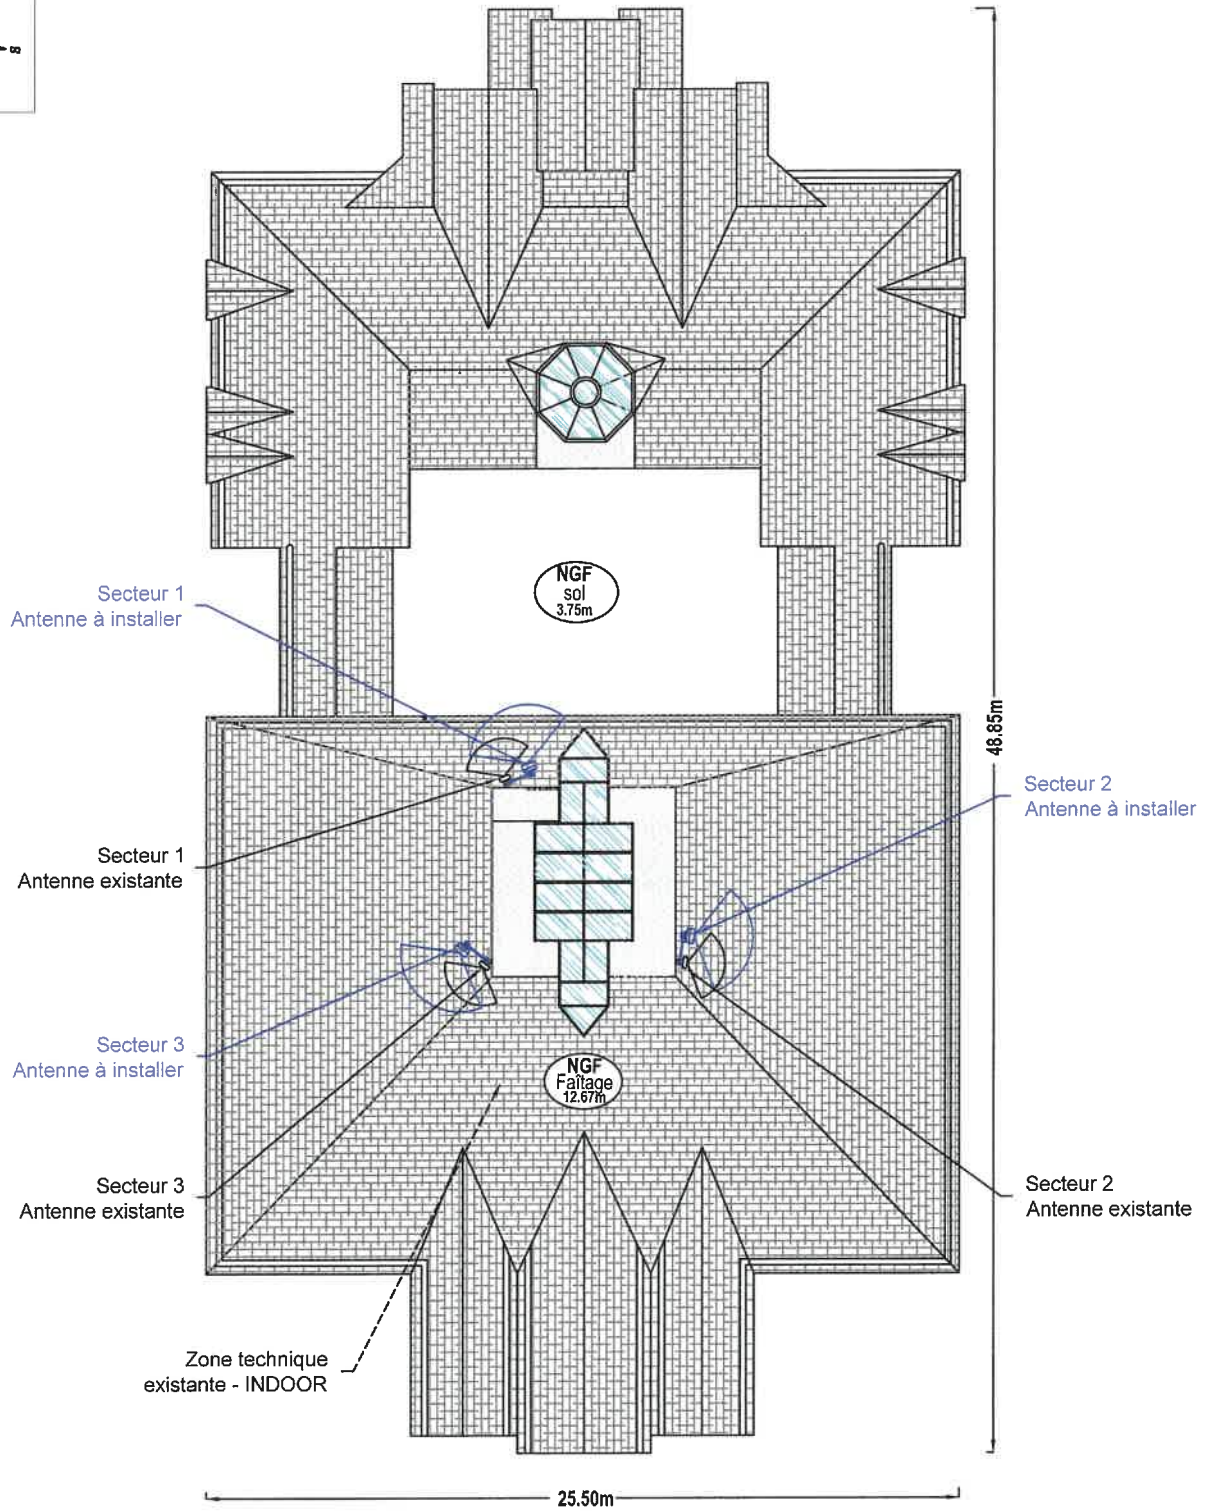 NGF
sol
3.75m
Secteur 1
Antenne à installer
48.85m
Secteur 2
Antenne à installer
Secteur 1
Antenne existante
Secteur 3
Antenne à installer
NGF
Faîtage
12.67m
Secteur 3
Antenne existante
Secteur 2
Antenne existante
Zone technique
existante - INDOOR
25.50m